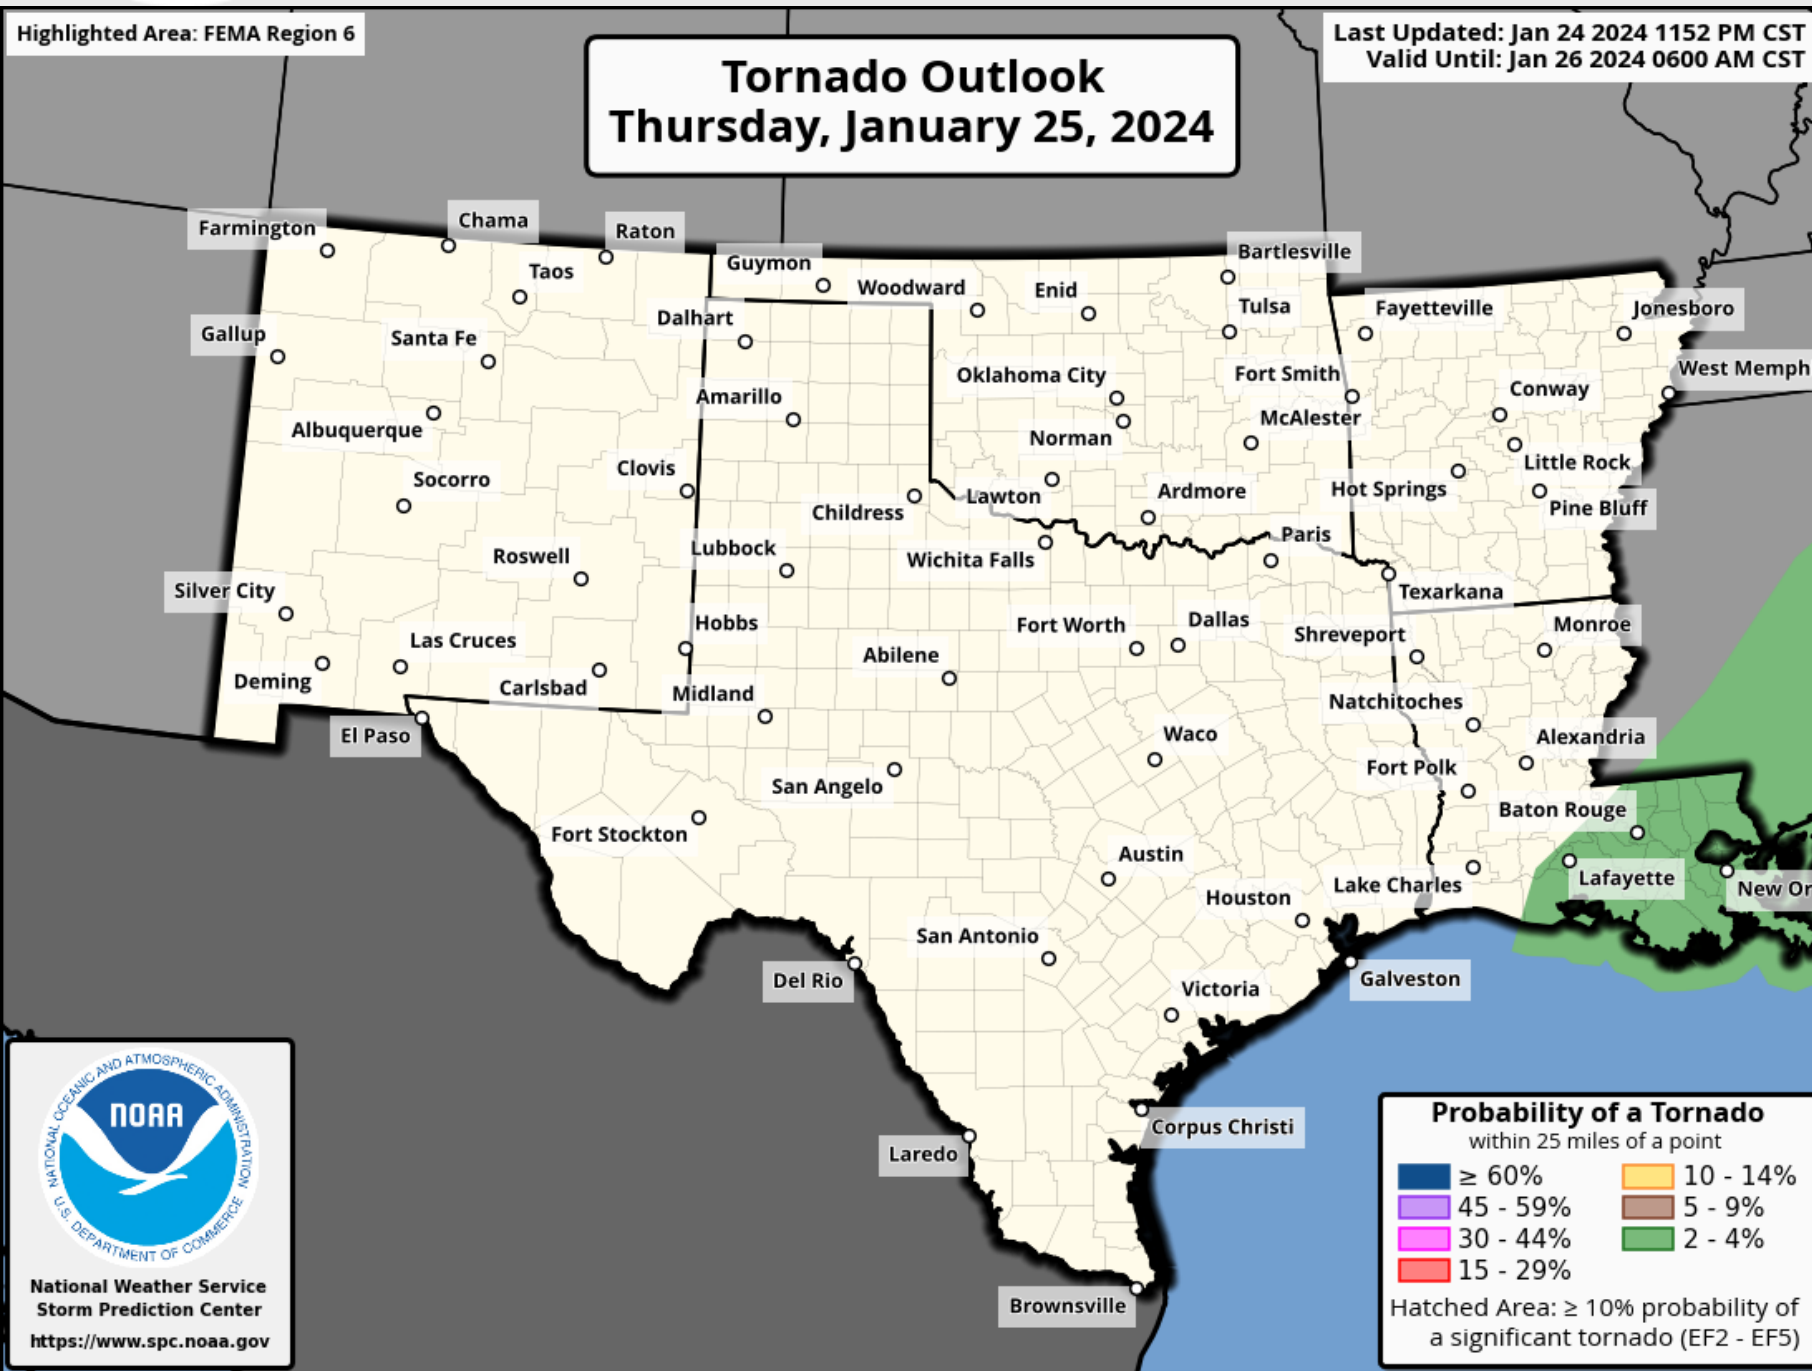 Highlighted Area: FEMA Region 6
Last Updated: Jan 24 2024 1152 PM CST
Valid Until: Jan 26 2024 0600 AM CST
Tornado Outlook
Thursday, January 25, 2024
Farmington
Chama
Raton
Taos
Guymon
Woodward
Enid
Bartlesville
Tulsa
Fayetteville
Jonesboro
Gallup
Santa Fe
Dalhart
Oklahoma City
Fort Smith
West Memph
Amarillo
Conway
Albuquerque
Norman
McAlester
Socorro
Clovis
Little Rock
Childress
Lawton
Ardmore
Hot Springs
Pine Bluff
Roswell
Lubbock
Wichita Falls
Paris
Silver City
Texarkana
Las Cruces
Hobbs
Fort Worth
Dallas
Shreveport
Monroe
Deming
Carlsbad
Midland
Abilene
Natchitoches
El Paso
Waco
Alexandria
San Angelo
Fort Polk
Fort Stockton
Baton Rouge
Austin
Houston
Lake Charles
Lafayette
New Or
San Antonio
Del Rio
Victoria
Galveston
Corpus Christi
Laredo
Brownsville
NATIONAL OCEANIC AND ATMOSPHERIC ADMINISTRATION
NOAA
U.S. DEPARTMENT OF COMMERCE
National Weather Service
Storm Prediction Center
https://www.spc.noaa.gov
Probability of a Tornado
within 25 miles of a point
≥ 60%
10 - 14%
45 - 59%
5 - 9%
30 - 44%
2 - 4%
15 - 29%
Hatched Area: ≥ 10% probability of
a significant tornado (EF2 - EF5)